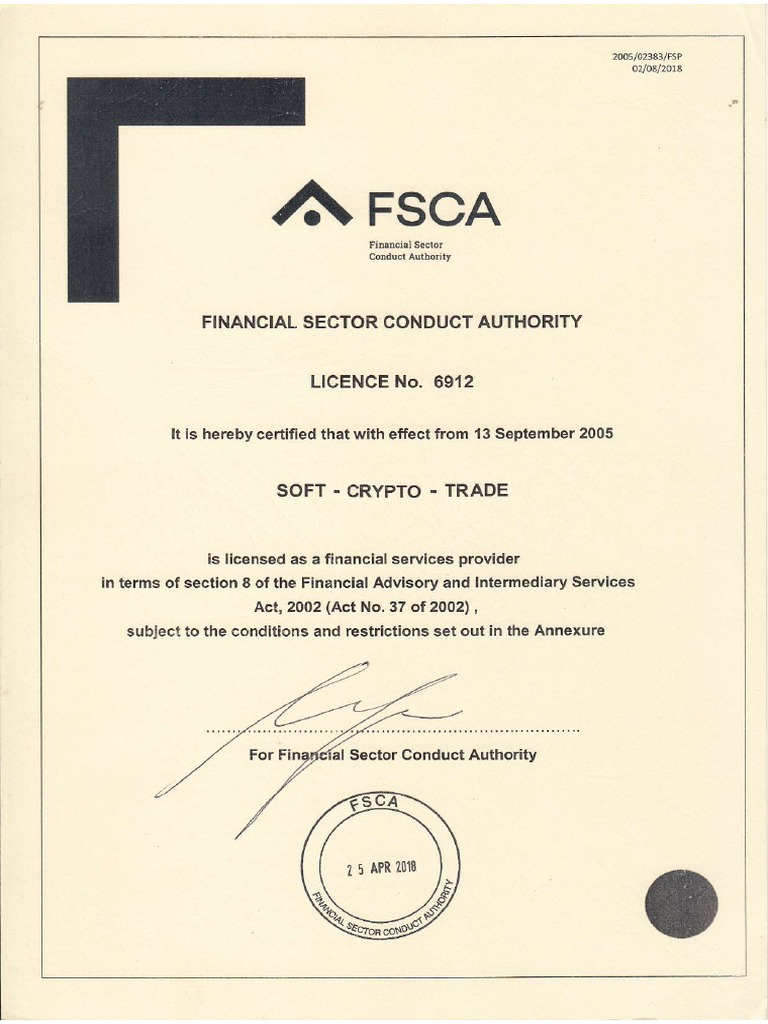 2005/02383/FSP
02/08/2018
FSCA
Financial Sector
Conduct Authority
FINANCIAL SECTOR CONDUCT AUTHORITY
LICENCE No. 6912
It is hereby certified that with effect from 13 September 2005
SOFT - CRYPTO - TRADE
is licensed as a financial services provider
in terms of section 8 of the Financial Advisory and Intermediary Services
Act, 2002 (Act No. 37 of 2002) ,
subject to the conditions and restrictions set out in the Annexure
For Financial Sector Conduct Authority
FSCA
25 APR 2018
FINANCIAL SECTOR CONDUCT AUTHORITY